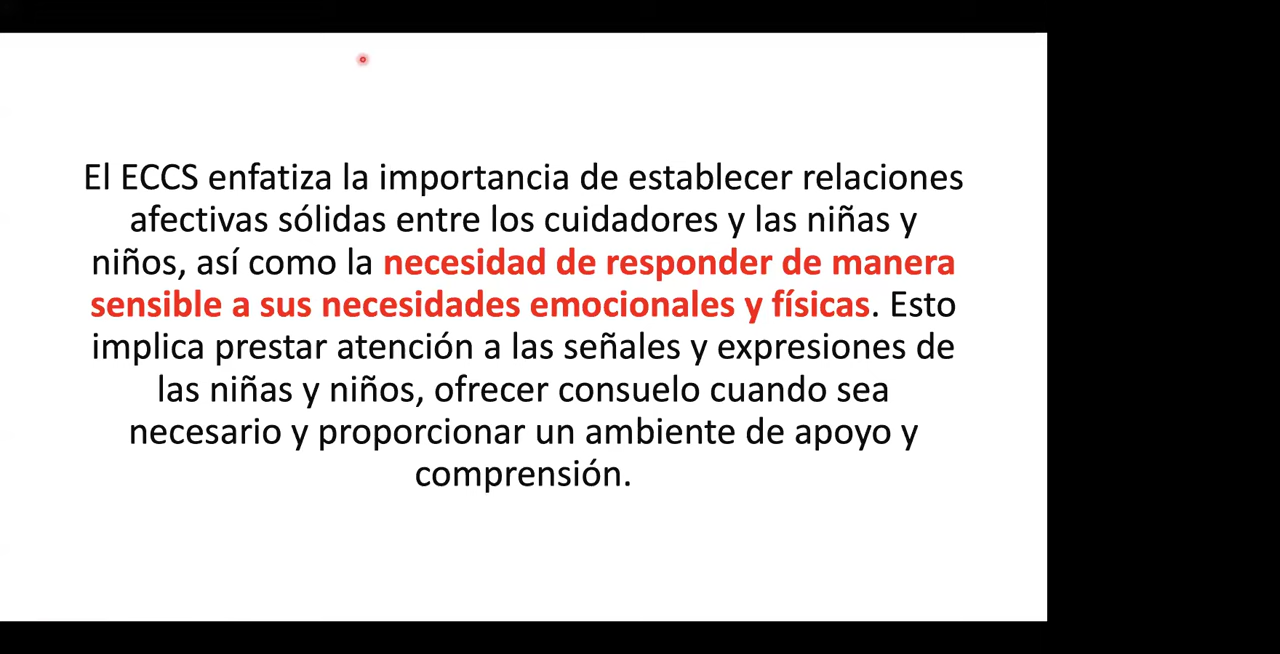 El ECCS enfatiza la importancia de establecer relaciones
afectivas sólidas entre los cuidadores y las niñas y
niños, así como la necesidad de responder de manera
sensible a sus necesidades emocionales y físicas. Esto
implica prestar atención a las señales y expresiones de
las niñas y niños, ofrecer consuelo cuando sea
necesario y proporcionar un ambiente de apoyo y
comprensión.